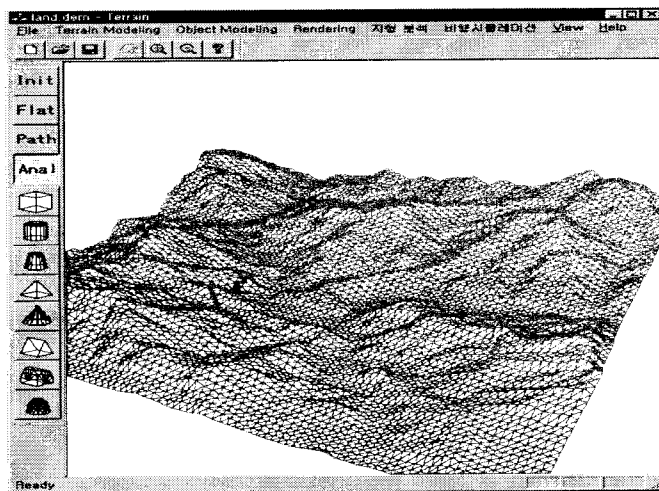 land.dem - Terrain
File Terrain Modeling Object Modeling Rendering 지형 분석 비행시뮬레이션 View Help
Init
Flat
Path
Anal
Ready